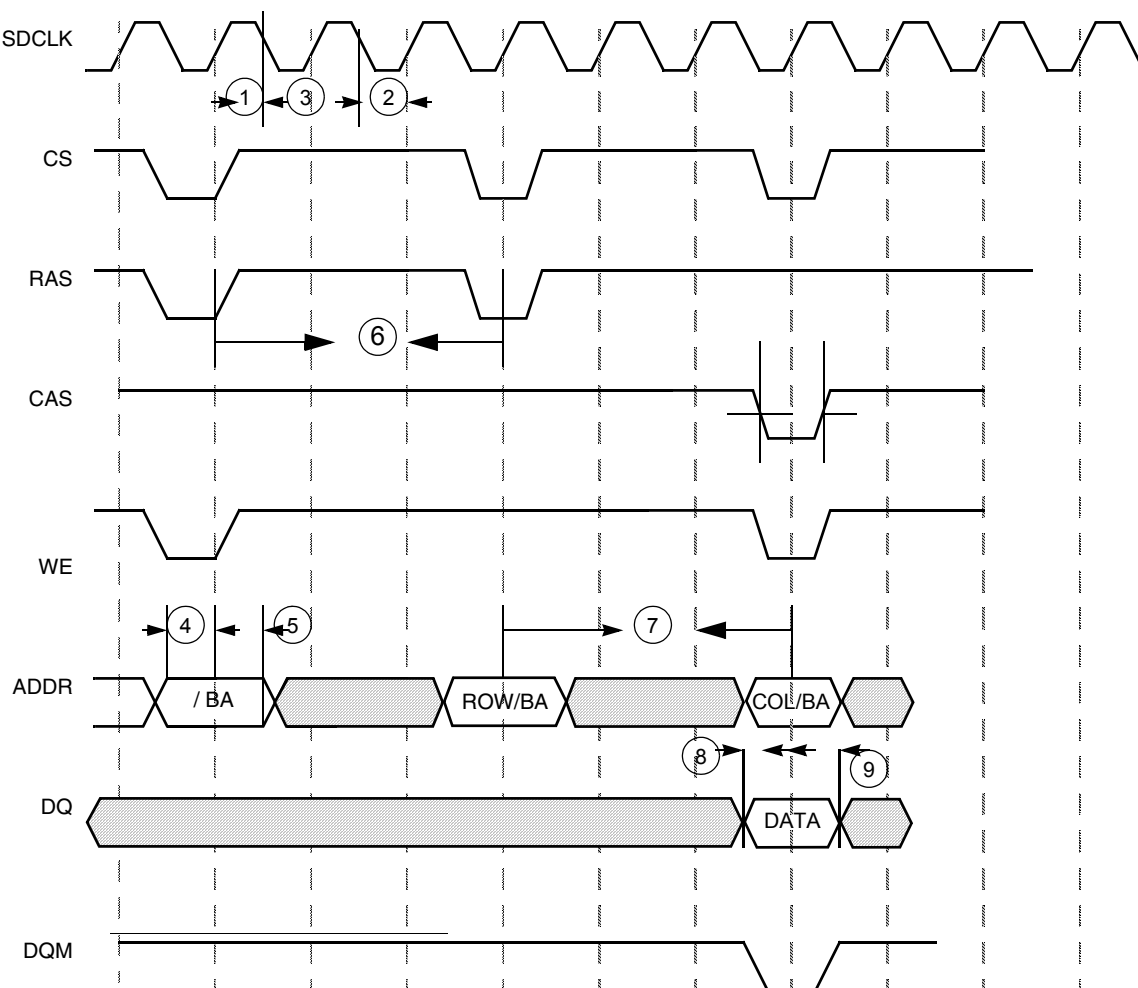 SDCLK
1 3 2
CS
RAS
6
CAS
WE
4 5 7
ADDR / BA ROW/BA COL/BA
8 9
DQ DATA
DQM